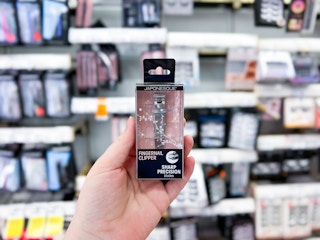 JAPONESQUE
FINGERNAIL
CLIPPER
SHARP
PRECISION